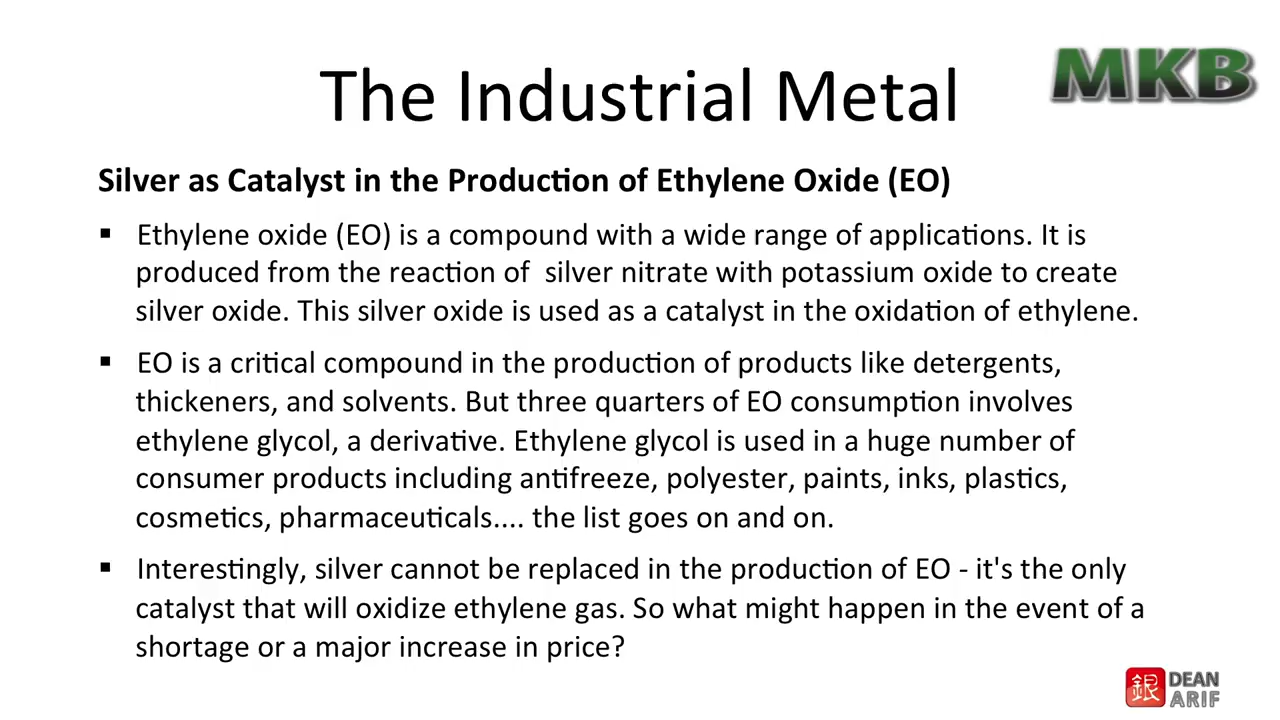 The Industrial Metal
MKB
Silver as Catalyst in the Production of Ethylene Oxide (EO)
▪ Ethylene oxide (EO) is a compound with a wide range of applications. It is
produced from the reaction of  silver nitrate with potassium oxide to create
silver oxide. This silver oxide is used as a catalyst in the oxidation of ethylene.
▪ EO is a critical compound in the production of products like detergents,
thickeners, and solvents. But three quarters of EO consumption involves
ethylene glycol, a derivative. Ethylene glycol is used in a huge number of
consumer products including antifreeze, polyester, paints, inks, plastics,
cosmetics, pharmaceuticals.... the list goes on and on.
▪ Interestingly, silver cannot be replaced in the production of EO - it's the only
catalyst that will oxidize ethylene gas. So what might happen in the event of a
shortage or a major increase in price?
銀 DEAN
ARIF